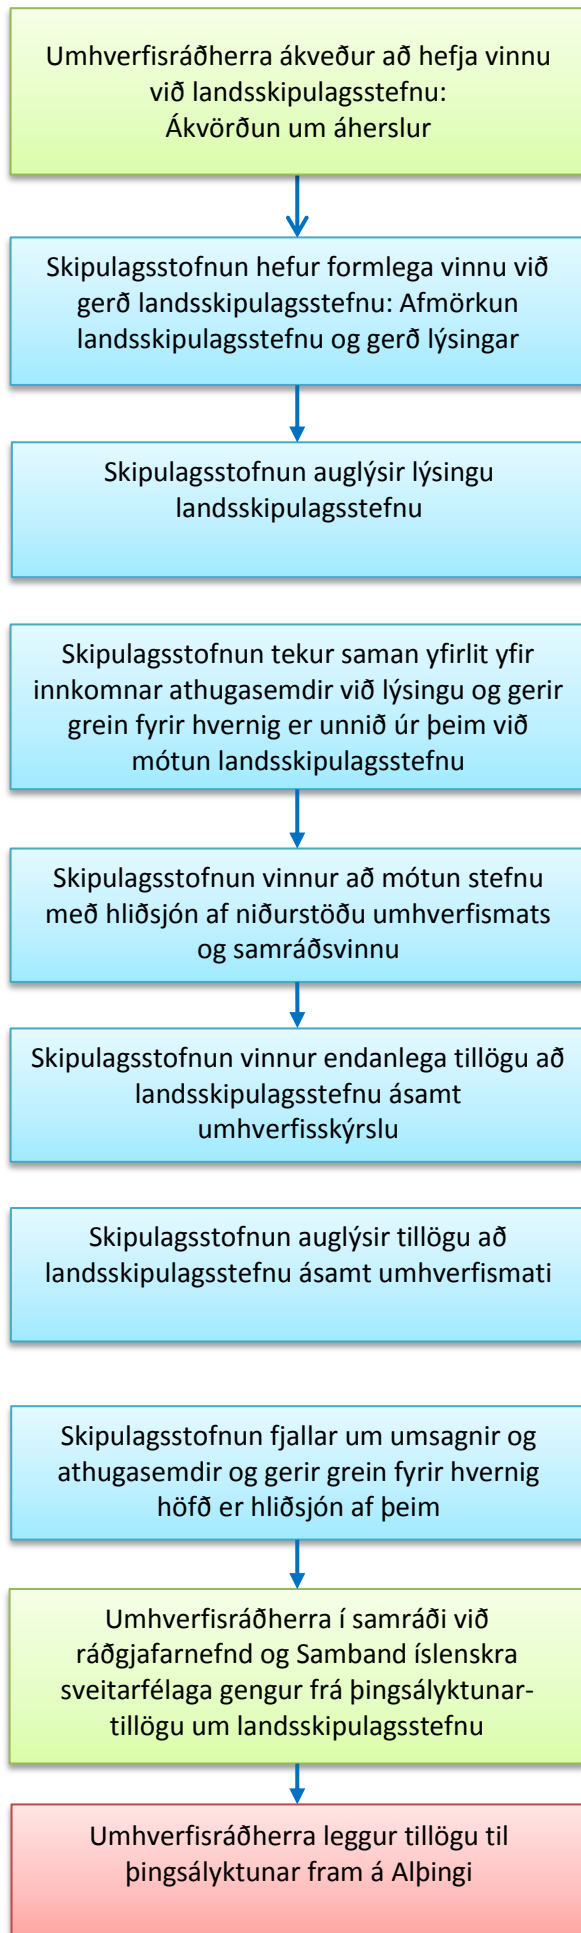 Umhverfisráðherra ákveður að hefja vinnu
við landsskipulagsstefnu:
Ákvörðun um áherslur
Skipulagsstofnun hefur formlega vinnu við
gerð landsskipulagsstefnu: Afmörkun
landsskipulagsstefnu og gerð lýsingar
Skipulagsstofnun auglýsir lýsingu
landsskipulagsstefnu
Skipulagsstofnun tekur saman yfirlit yfir
innkomnar athugasemdir við lýsingu og gerir
grein fyrir hvernig er unnið úr þeim við
mótun landsskipulagsstefnu
Skipulagsstofnun vinnur að mótun stefnu
með hliðsjón af niðurstöðu umhverfismats
og samráðsvinnu
Skipulagsstofnun vinnur endanlega tillögu að
landsskipulagsstefnu ásamt
umhverfisskýrslu
Skipulagsstofnun auglýsir tillögu að
landsskipulagsstefnu ásamt umhverfismati
Skipulagsstofnun fjallar um umsagnir og
athugasemdir og gerir grein fyrir hvernig
höfð er hliðsjón af þeim
Umhverfisráðherra í samráði við
ráðgjafarnefnd og Samband íslenskra
sveitarfélaga gengur frá þingsályktunar-
tillögu um landsskipulagsstefnu
Umhverfisráðherra leggur tillögu til
þingsályktunar fram á Alþingi